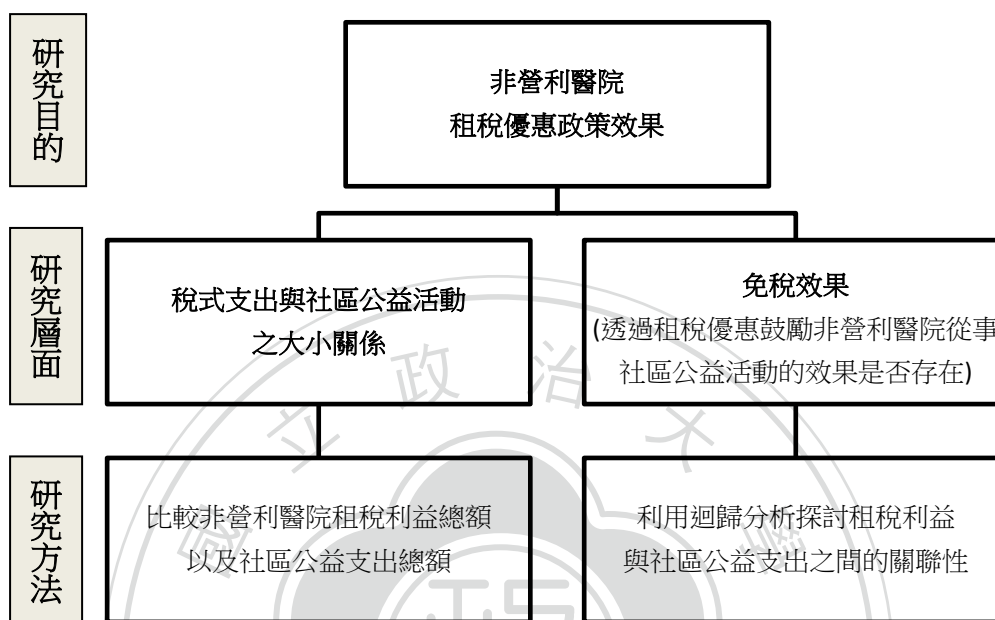 研究目的
非營利醫院
租稅優惠政策效果
研究層面
稅式支出與社區公益活動
之大小關係
免稅效果
(透過租稅優惠鼓勵非營利醫院從事
社區公益活動的效果是否存在)
研究方法
比較非營利醫院租稅利益總額
以及社區公益支出總額
利用迴歸分析探討租稅利益
與社區公益支出之間的關聯性
國立政治大學